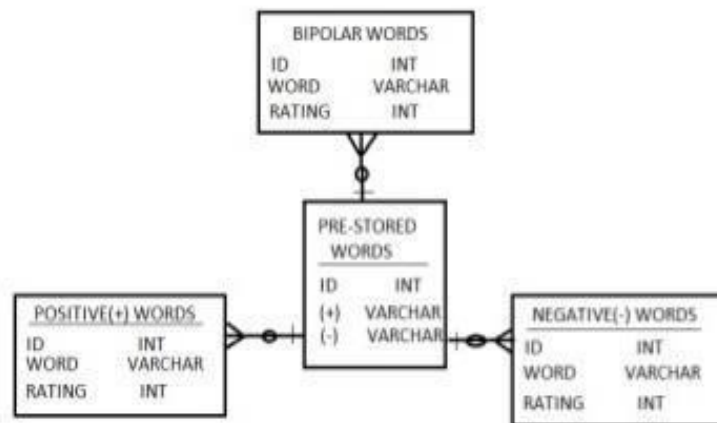 BIPOLAR WORDS
ID INT
WORD VARCHAR
RATING INT
PRE-STORED
WORDS
ID INT
(+) VARCHAR
(-) VARCHAR
POSITIVE(+) WORDS
ID INT
WORD VARCHAR
RATING INT
NEGATIVE(-) WORDS
ID INT
WORD VARCHAR
RATING INT